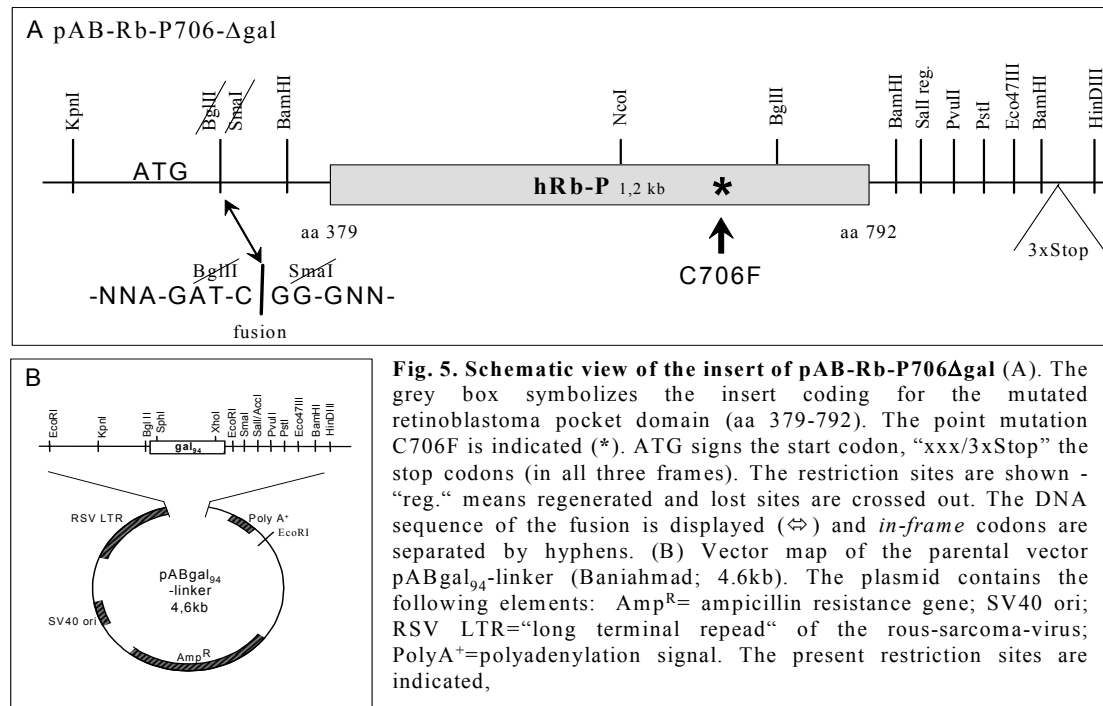 A pAB-Rb-P706-Δgal
KpnI
BglII
SmaI
BamHI
NcoI
BglII
BamHI
SalI reg.
PvuII
PstI
Eco47III
BamHI
HinDIII
ATG
hRb-P 1,2 kb
*
aa 379
aa 792
3xStop
C706F
BglII
SmaI
-NNA-GAT-C GG-GNN-
fusion
B
EcoRI
KpnI
Bgl II
SphI
XhoI
EcoRI
SmaI
SalI/AccI
PvuII
PstI
Eco47III
BamHI
HinDIII
gal94
RSV LTR
Poly A+
EcoRI
pABgal94
-linker
4,6kb
SV40 ori
AmpR
Fig. 5. Schematic view of the insert of pAB-Rb-P706Δgal (A). The
grey box symbolizes the insert coding for the mutated
retinoblastoma pocket domain (aa 379-792). The point mutation
C706F is indicated (*). ATG signs the start codon, “xxx/3xStop” the
stop codons (in all three frames). The restriction sites are shown -
“reg.“ means regenerated and lost sites are crossed out. The DNA
sequence of the fusion is displayed (⇔) and in-frame codons are
separated by hyphens. (B) Vector map of the parental vector
pABgal94-linker (Baniahmad; 4.6kb). The plasmid contains the
following elements: AmpR= ampicillin resistance gene; SV40 ori;
RSV LTR=“long terminal repead“ of the rous-sarcoma-virus;
PolyA+=polyadenylation signal. The present restriction sites are
indicated,